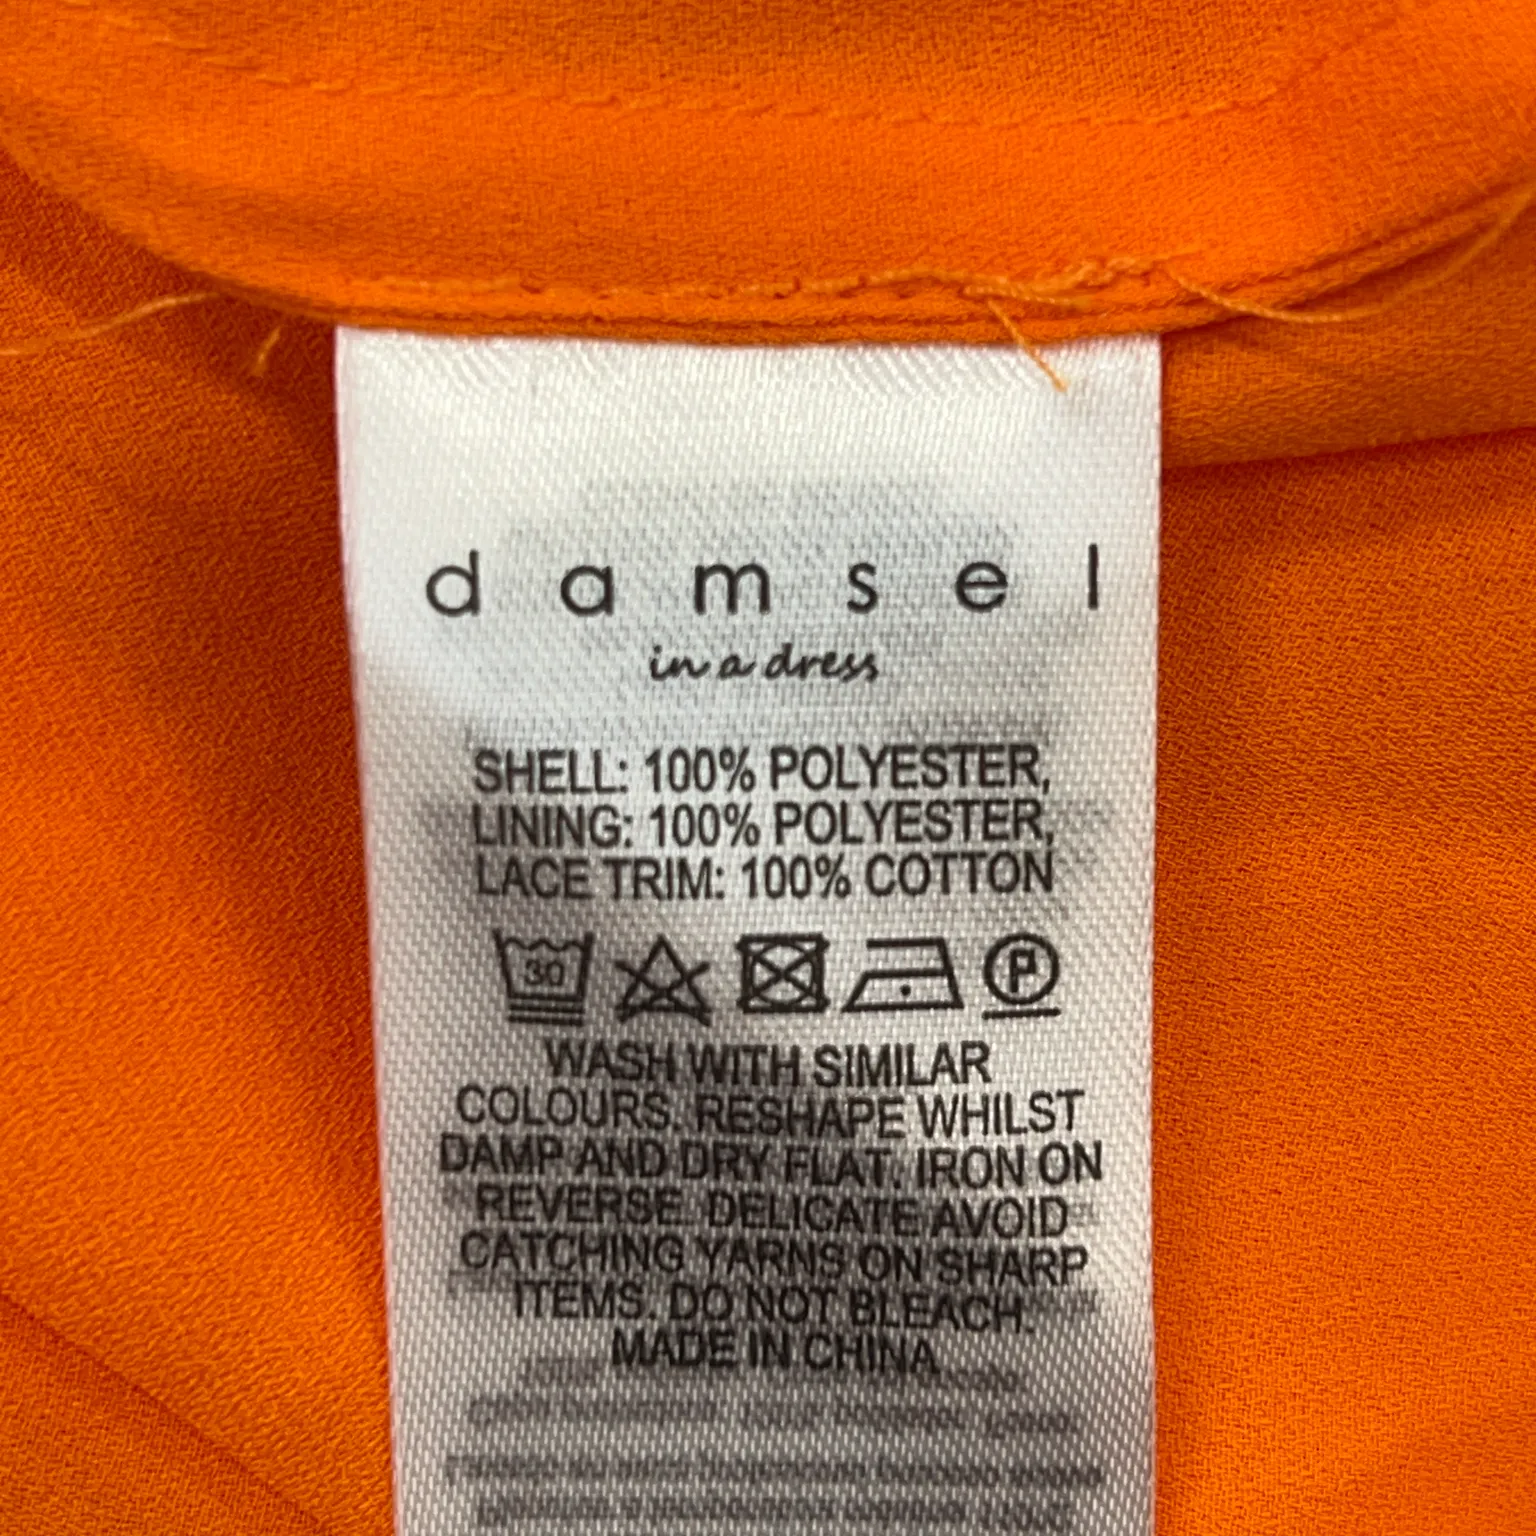 damsel
in a dress
SHELL: 100% POLYESTER,
LINING: 100% POLYESTER,
LACE TRIM: 100% COTTON
30 P
WASH WITH SIMILAR
COLOURS. RESHAPE WHILST
DAMP AND DRY FLAT. IRON ON
REVERSE. DELICATE AVOID
CATCHING YARNS ON SHARP
ITEMS. DO NOT BLEACH.
MADE IN CHINA